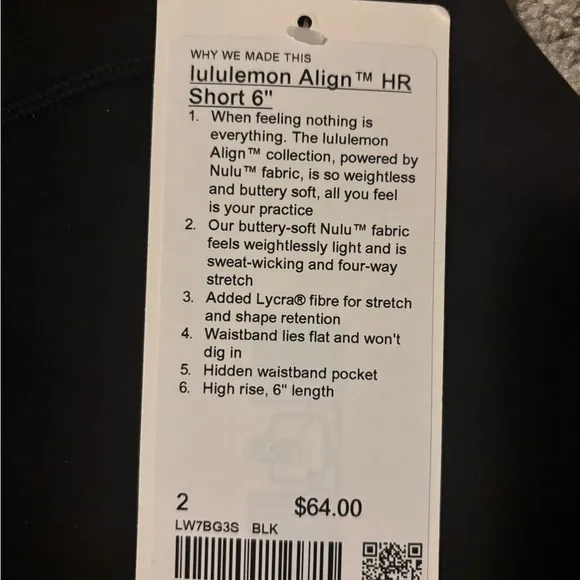 WHY WE MADE THIS
lululemon Align™ HR
Short 6"
1. When feeling nothing is
everything. The lululemon
Align™ collection, powered by
Nulu™ fabric, is so weightless
and buttery soft, all you feel
is your practice
2. Our buttery-soft Nulu™ fabric
feels weightlessly light and is
sweat-wicking and four-way
stretch
3. Added Lycra® fibre for stretch
and shape retention
4. Waistband lies flat and won't
dig in
5. Hidden waistband pocket
6. High rise, 6" length
2 $64.00
LW7BG3S BLK